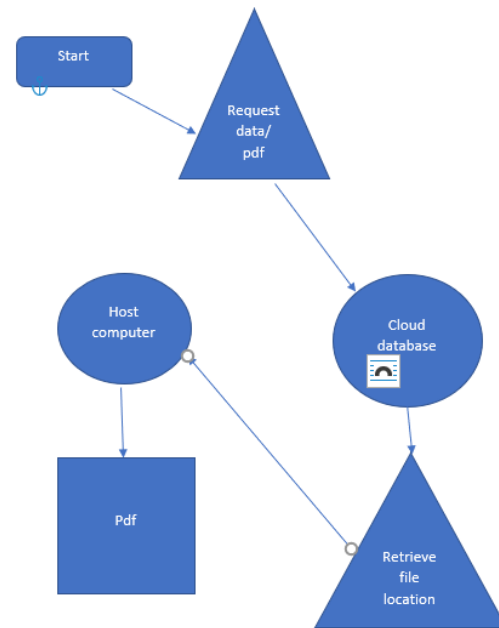 Start
Request
data/
pdf
Cloud
database
Retrieve
file
location
Host
computer
Pdf